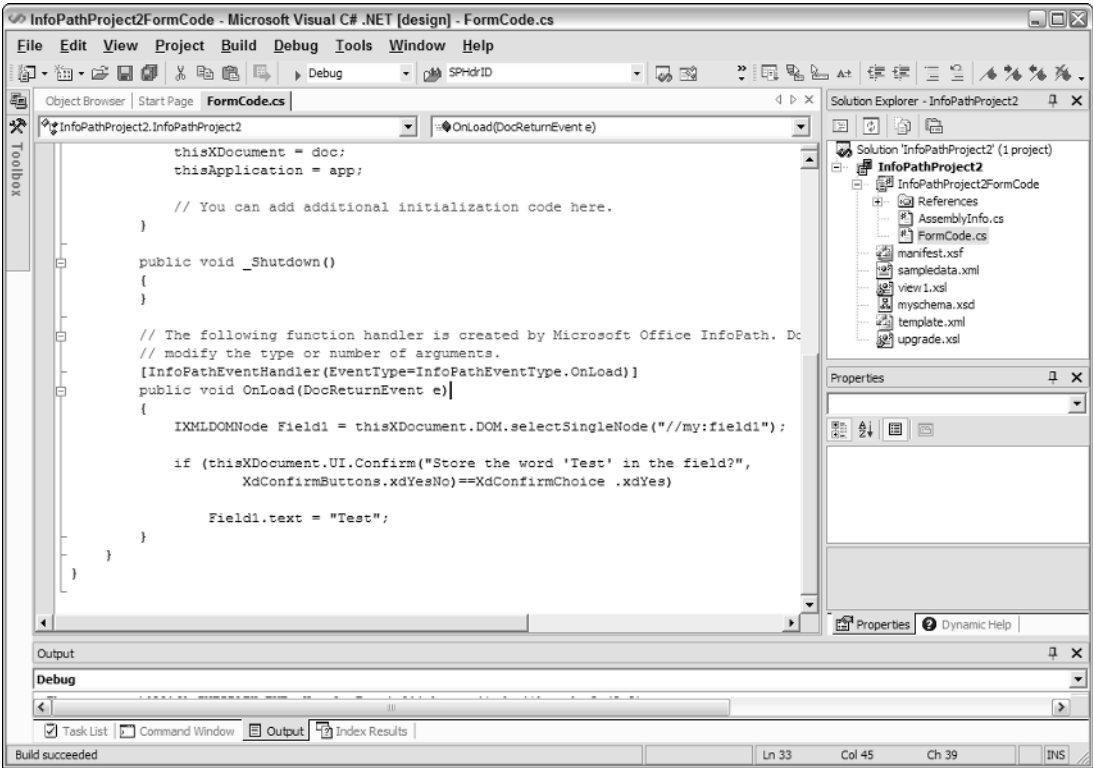 InfoPathProject2FormCode - Microsoft Visual C# .NET [design] - FormCode.cs
File Edit View Project Build Debug Tools Window Help
Debug SPHdrID
Object Browser Start Page FormCode.cs
InfoPathProject2.InfoPathProject2 OnLoad(DocReturnEvent e)
Toolbox
thisXDocument = doc;
thisApplication = app;
// You can add additional initialization code here.
}
public void _Shutdown()
{
}
// The following function handler is created by Microsoft Office InfoPath. Do
// modify the type or number of arguments.
[InfoPathEventHandler(EventType=InfoPathEventType.OnLoad)]
public void OnLoad(DocReturnEvent e)
{
IXMLDOMNode Field1 = thisXDocument.DOM.selectSingleNode("//my:field1");
if (thisXDocument.UI.Confirm("Store the word 'Test' in the field?",
XdConfirmButtons.xdYesNo)==XdConfirmChoice .xdYes)
Field1.text = "Test";
}
}
}
Solution Explorer - InfoPathProject2
Solution 'InfoPathProject2' (1 project)
InfoPathProject2
InfoPathProject2FormCode
References
AssemblyInfo.cs
FormCode.cs
manifest.xsf
sampledata.xml
view1.xsl
myschema.xsd
template.xml
upgrade.xsl
Properties
Properties Dynamic Help
Output
Debug
Task List Command Window Output Index Results
Build succeeded Ln 33 Col 45 Ch 39 INS